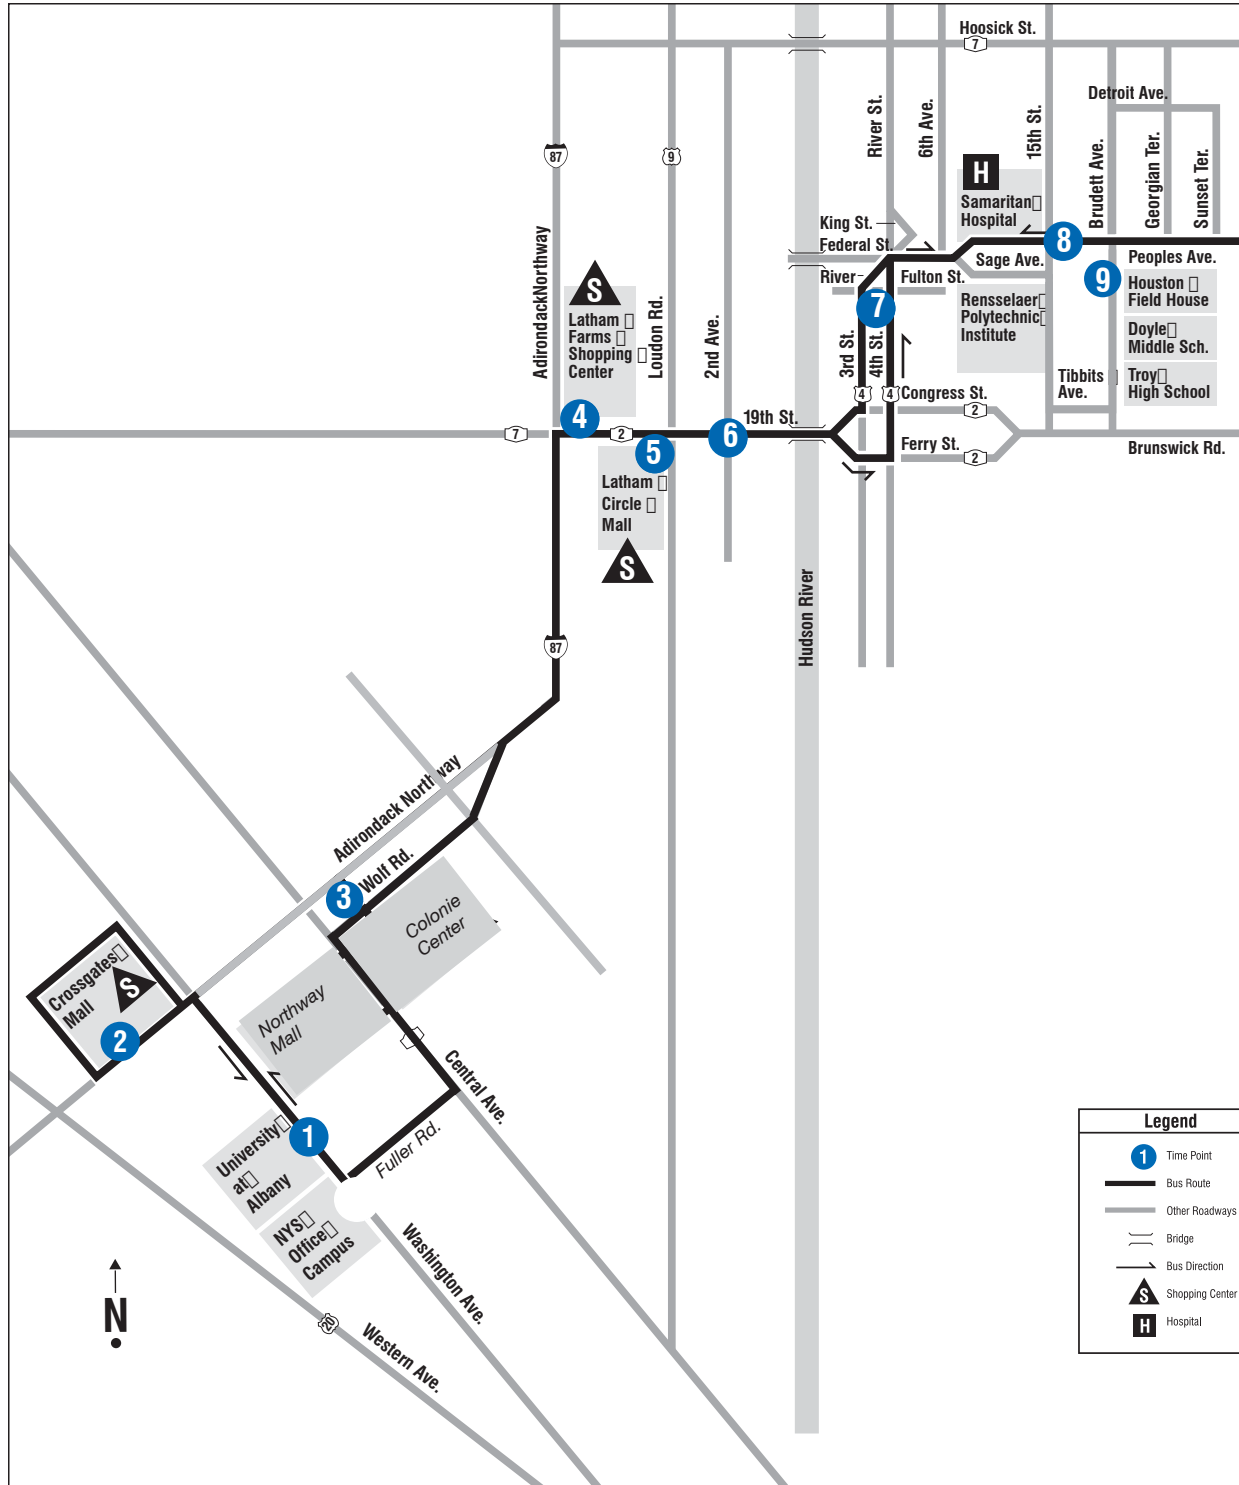 Hoosick St.
7
Detroit Ave.
River St.
6th Ave.
15th St.
Brudett Ave.
Georgian Ter.
Sunset Ter.
87
9
H
Samaritan
Hospital
King St.
Federal St.
8
Sage Ave.
Peoples Ave.
River
Fulton St.
9
Houston
Field House
AdirondackNorthway
S
Latham
Farms
Shopping
Center
Loudon Rd.
2nd Ave.
7
Rensselaer
Polytechnic
Institute
Doyle
Middle Sch.
3rd St.
4th St.
Tibbits
Ave.
Troy
High School
4
4
Congress St.
2
4
19th St.
7
2
5
6
Ferry St.
2
Brunswick Rd.
Latham
Circle
Mall
S
Hudson River
87
Adirondack Northway
Wolf Rd.
3
Colonie
Center
Crossgates
Mall
S
2
Northway
Mall
Central Ave.
1
University
at
Albany
Fuller Rd.
NYS
Office
Campus
Washington Ave.
20
Western Ave.
N
Legend
1 Time Point
Bus Route
Other Roadways
Bridge
Bus Direction
S Shopping Center
H Hospital